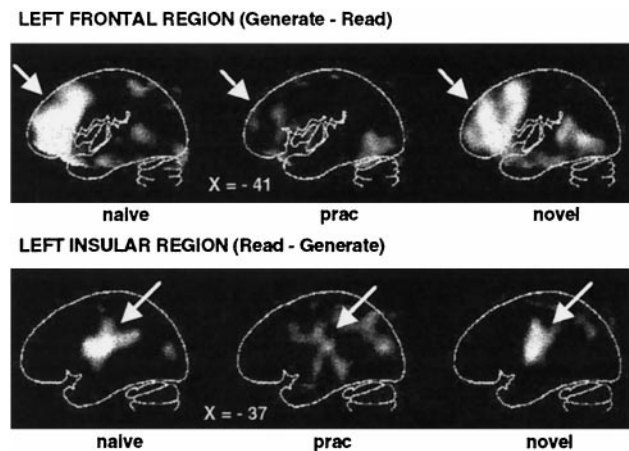 LEFT FRONTAL REGION (Generate - Read)
X = - 41
naive prac novel
LEFT INSULAR REGION (Read - Generate)
X = - 37
naive prac novel